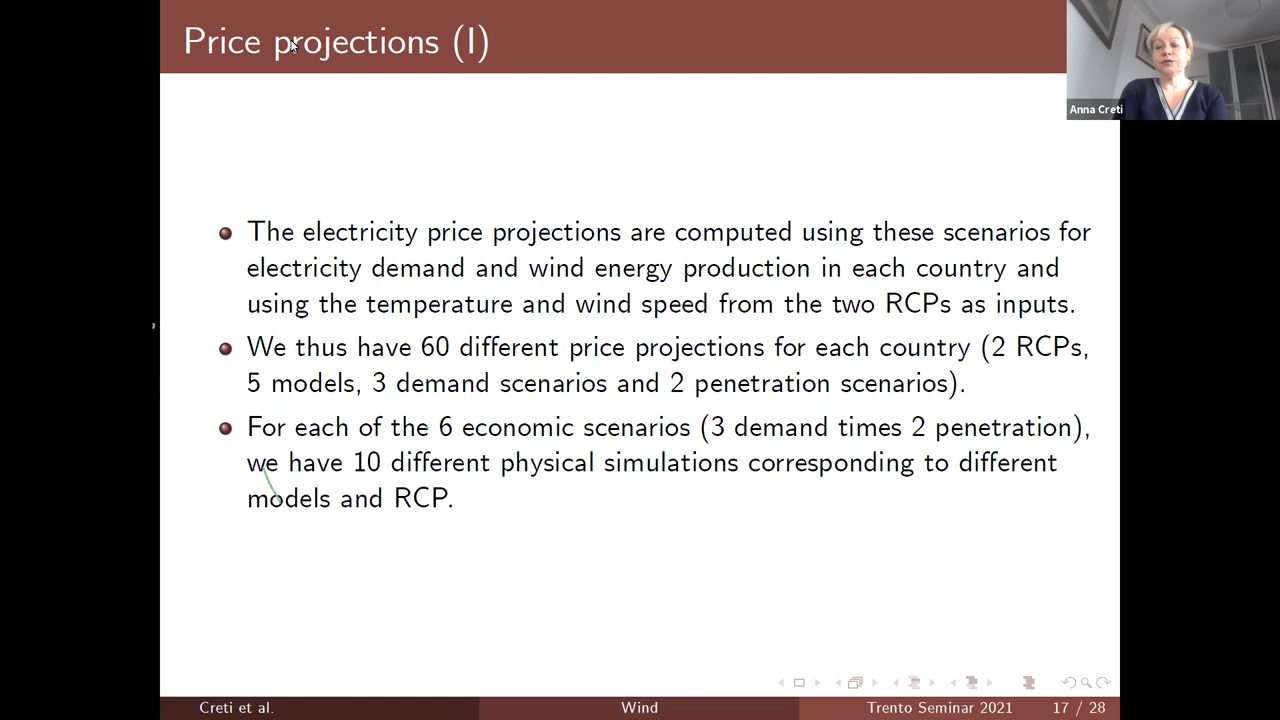 Price projections (I)
Anna Creti
The electricity price projections are computed using these scenarios for
electricity demand and wind energy production in each country and
using the temperature and wind speed from the two RCPs as inputs.
We thus have 60 different price projections for each country (2 RCPs,
5 models, 3 demand scenarios and 2 penetration scenarios).
For each of the 6 economic scenarios (3 demand times 2 penetration),
we have 10 different physical simulations corresponding to different
models and RCP.
Creti et al.
Wind
Trento Seminar 2021
17 / 28